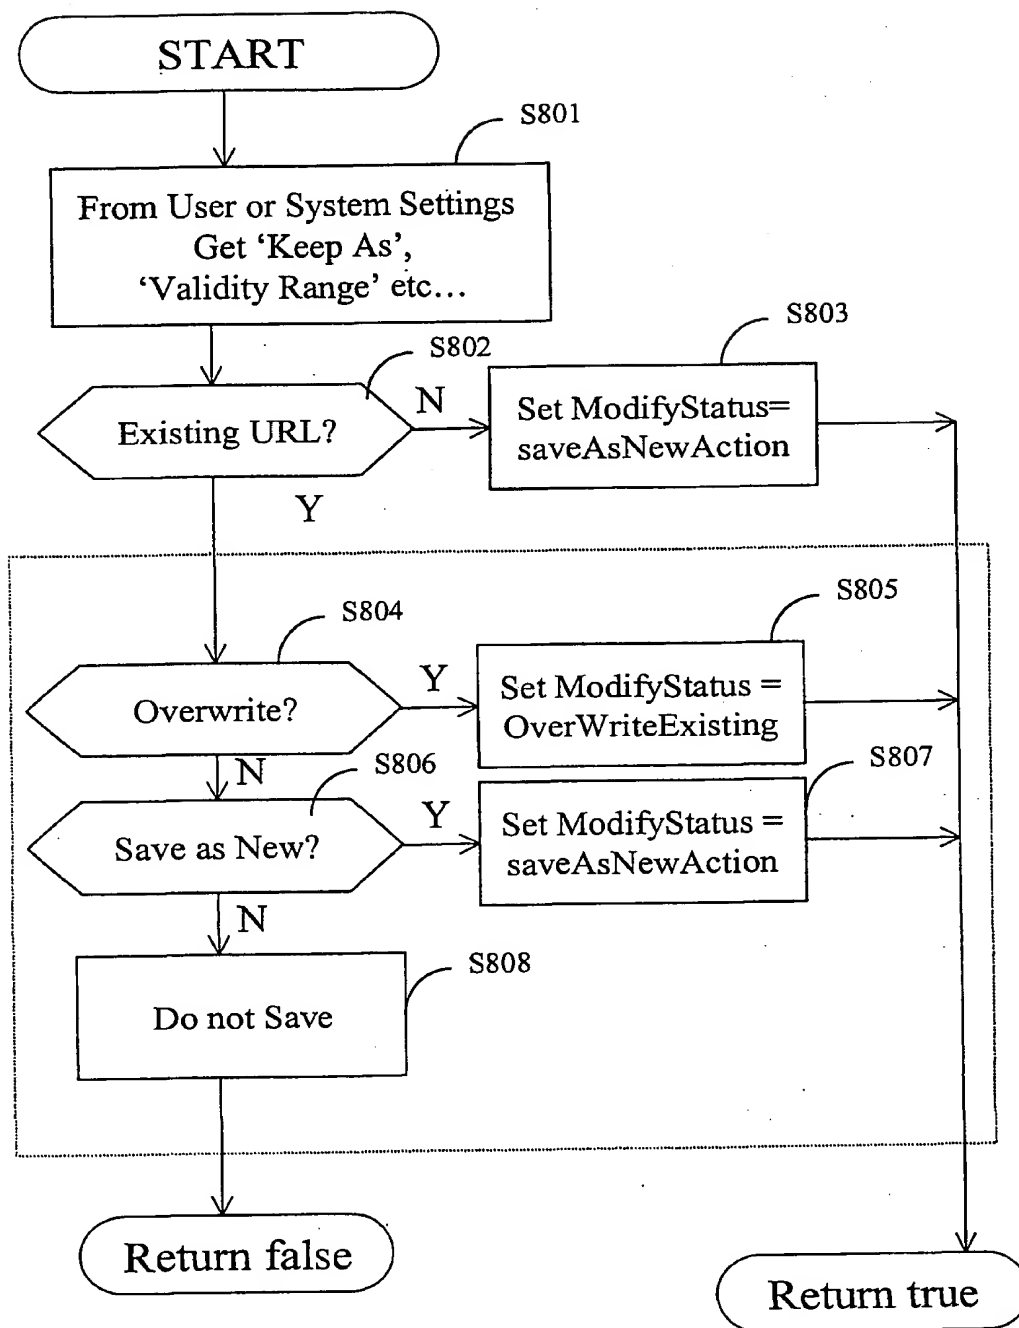 START
S801
From User or System Settings
Get ‘Keep As’,
‘Validity Range’ etc...
S802
S803
Existing URL?
N
Set ModifyStatus=
saveAsNewAction
Y
S804
S805
Overwrite?
Y
Set ModifyStatus =
OverWriteExisting
N
S806
S807
Save as New?
Y
Set ModifyStatus =
saveAsNewAction
N
S808
Do not Save
Return false
Return true